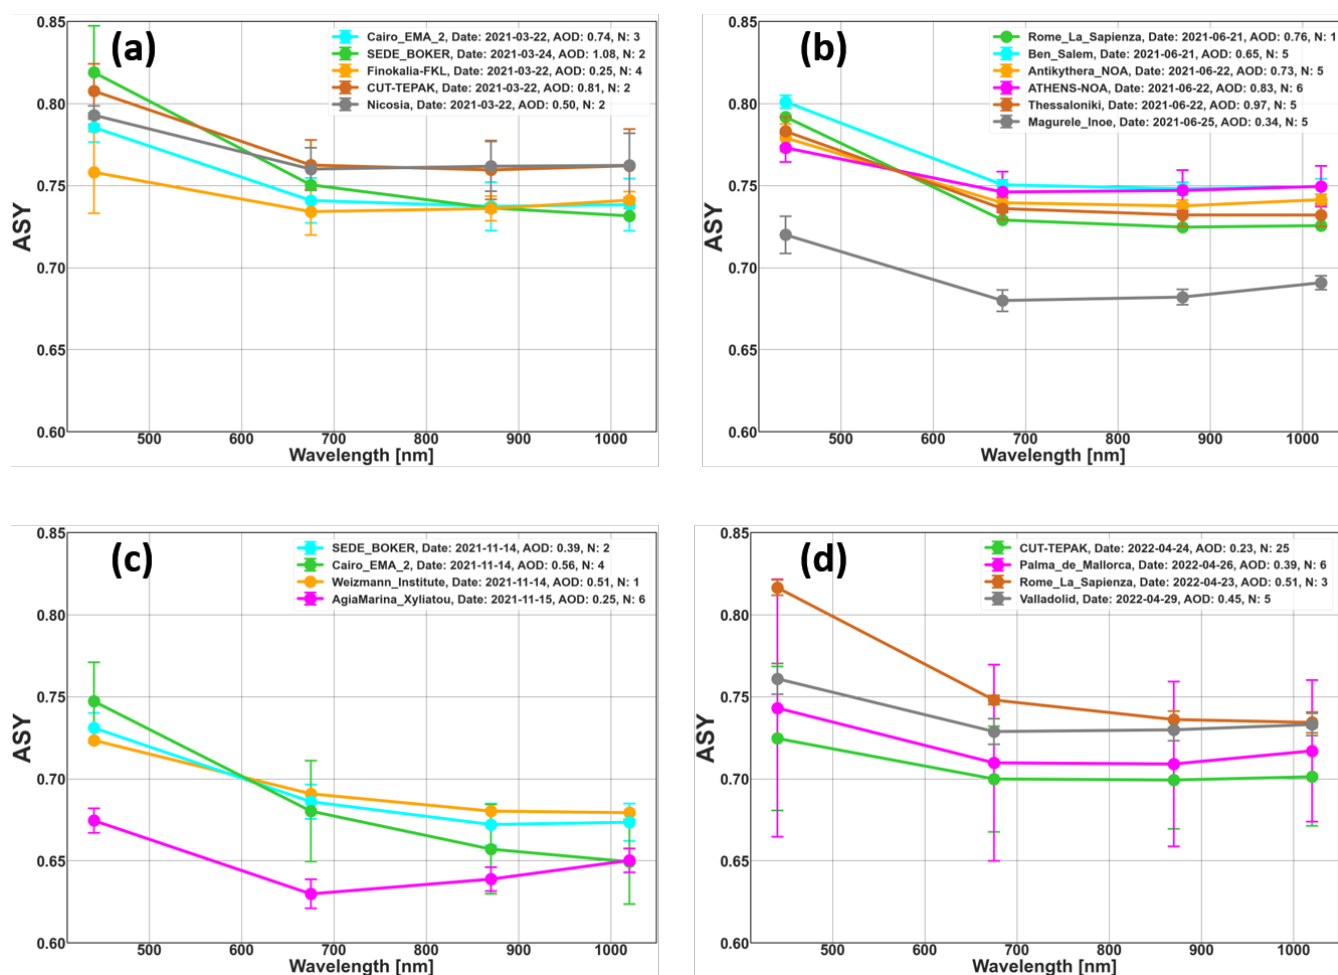 (a)
Cairo_EMA_2, Date: 2021-03-22, AOD: 0.74, N: 3
SEDE_BOKER, Date: 2021-03-24, AOD: 1.08, N: 2
Finokalia-FKL, Date: 2021-03-22, AOD: 0.25, N: 4
CUT-TEPAK, Date: 2021-03-22, AOD: 0.81, N: 2
Nicosia, Date: 2021-03-22, AOD: 0.50, N: 2
0.85
0.80
0.75
0.70
0.65
0.60
ASY
500 600 700 800 900 1000
Wavelength [nm]
(b)
Rome_La_Sapienza, Date: 2021-06-21, AOD: 0.76, N: 1
Ben_Salem, Date: 2021-06-21, AOD: 0.65, N: 5
Antikythera_NOA, Date: 2021-06-22, AOD: 0.73, N: 5
ATHENS-NOA, Date: 2021-06-22, AOD: 0.83, N: 6
Thessaloniki, Date: 2021-06-22, AOD: 0.97, N: 5
Magurele_Inoe, Date: 2021-06-25, AOD: 0.34, N: 5
0.85
0.80
0.75
0.70
0.65
0.60
ASY
500 600 700 800 900 1000
Wavelength [nm]
(c)
SEDE_BOKER, Date: 2021-11-14, AOD: 0.39, N: 2
Cairo_EMA_2, Date: 2021-11-14, AOD: 0.56, N: 4
Weizmann_Institute, Date: 2021-11-14, AOD: 0.51, N: 1
AgiaMarina_Xyliatou, Date: 2021-11-15, AOD: 0.25, N: 6
0.85
0.80
0.75
0.70
0.65
0.60
ASY
500 600 700 800 900 1000
Wavelength [nm]
(d)
CUT-TEPAK, Date: 2022-04-24, AOD: 0.23, N: 25
Palma_de_Mallorca, Date: 2022-04-26, AOD: 0.39, N: 6
Rome_La_Sapienza, Date: 2022-04-23, AOD: 0.51, N: 3
Valladolid, Date: 2022-04-29, AOD: 0.45, N: 5
0.85
0.80
0.75
0.70
0.65
0.60
ASY
500 600 700 800 900 1000
Wavelength [nm]